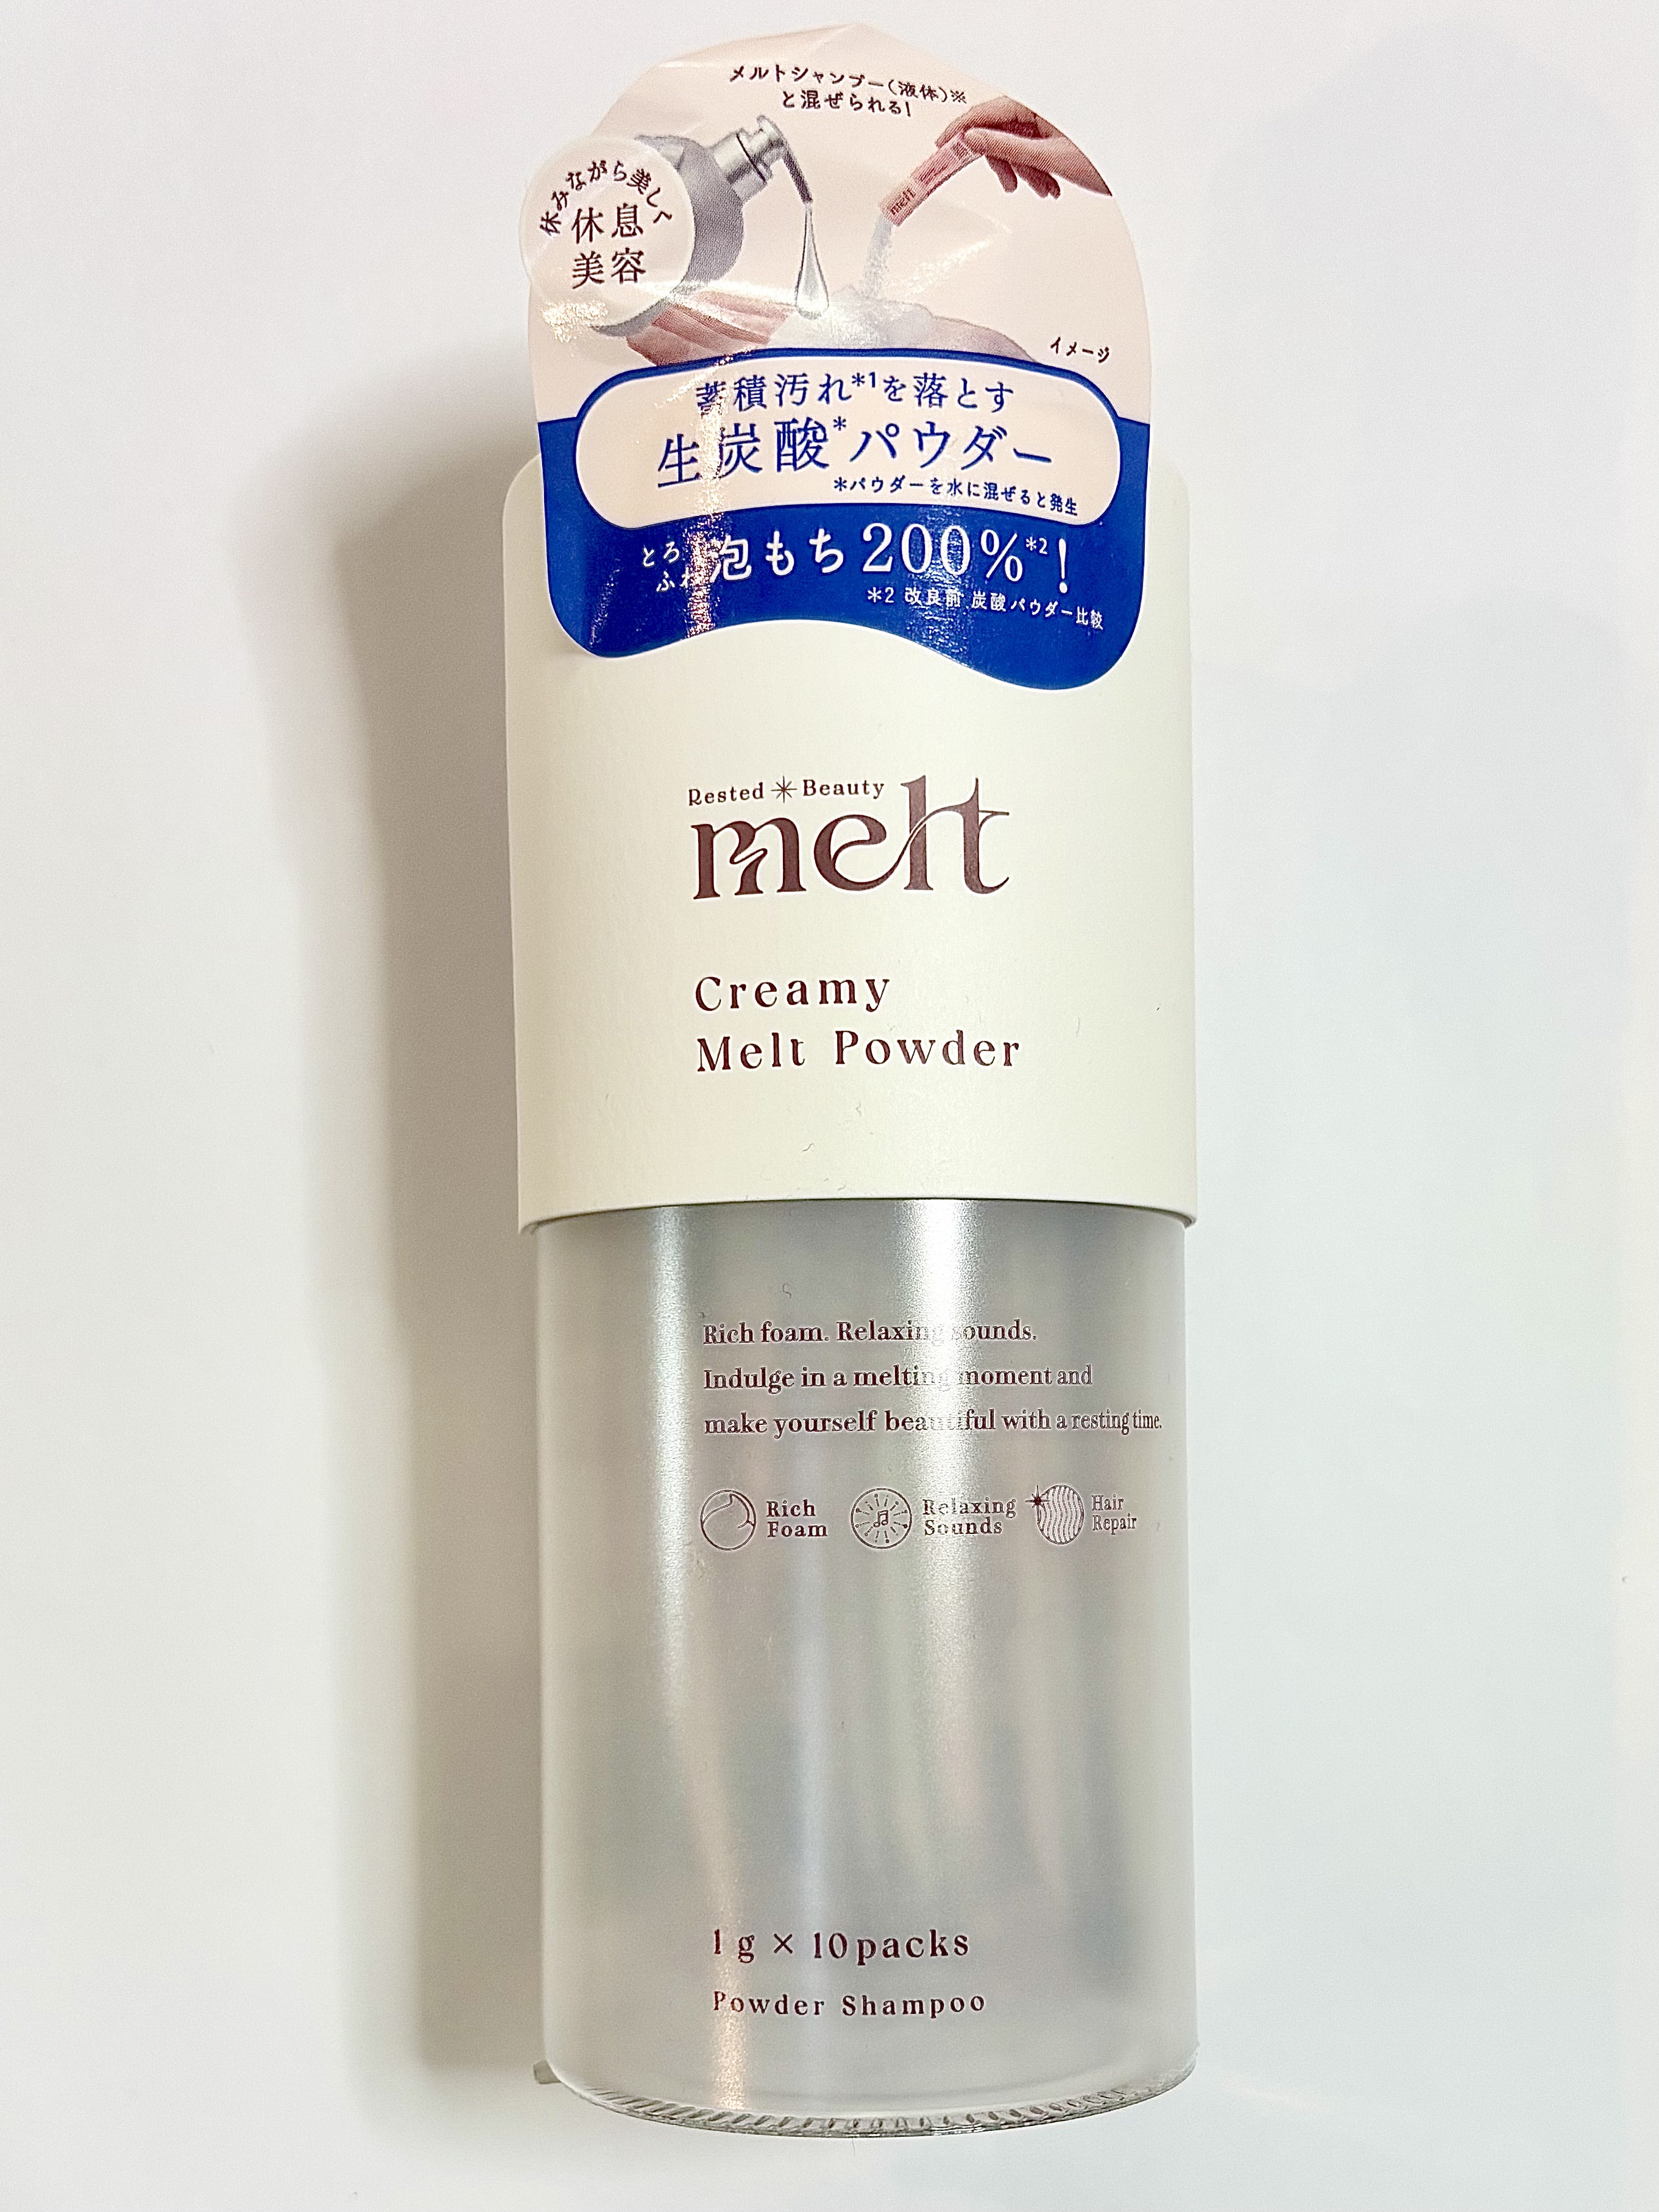 メルトシャンプー(液体)※
と混ぜられる!
休みながら美しく
休息
美容
melt
イメージ
蓄積汚れ*1を落とす
生炭酸*パウダー
*パウダーを水に混ぜると発生
とろ
ふわ
泡もち200%*2!
*2 改良前 炭酸パウダー比較
Rested Beauty
melt
Creamy
Melt Powder
Rich foam. Relaxing sounds.
Indulge in a melting moment and
make yourself beautiful with a resting time.
Rich
Foam
Relaxing
Sounds
Hair
Repair
1g × 10packs
Powder Shampoo